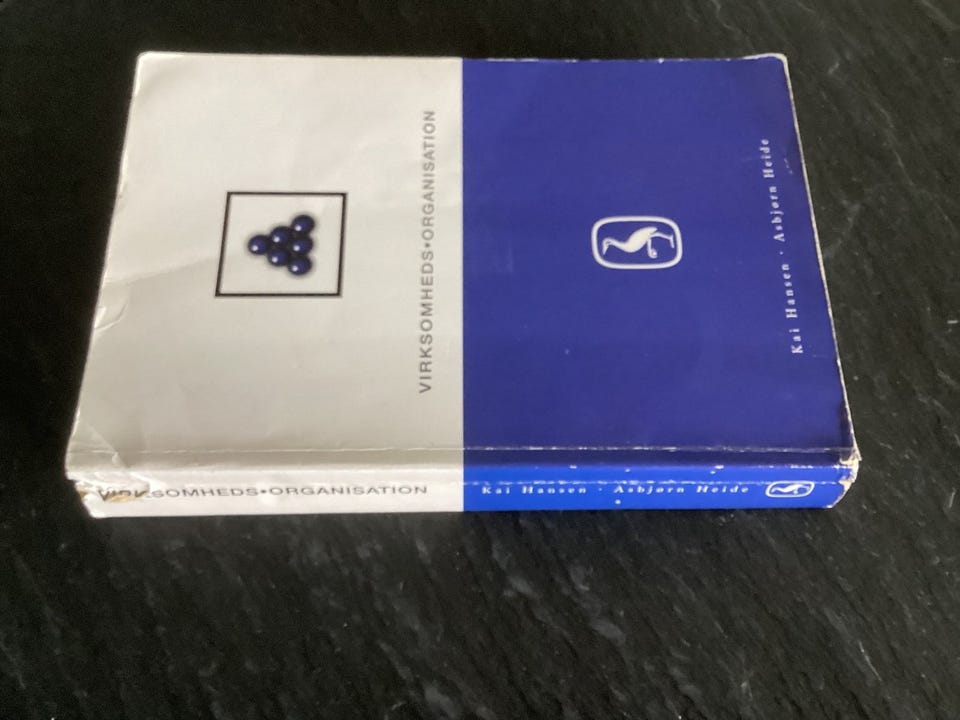 VIRKSOMHEDS•ORGANISATION
Kai Hansen · Asbjørn Heide
VIRKSOMHEDS•ORGANISATION
Kai Hansen · Asbjørn Heide